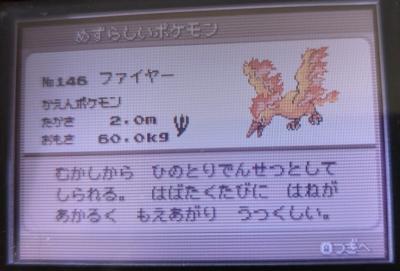 めずらしいポケモン
№146 ファイヤー
かえんポケモン
たかさ 2.0m
おもさ 60.0kg
むかしから ひのとりでんせつとして
しられる。 はばたくたびに はねが
あかるく もえあがり うつくしい。
Ⓐつぎへ